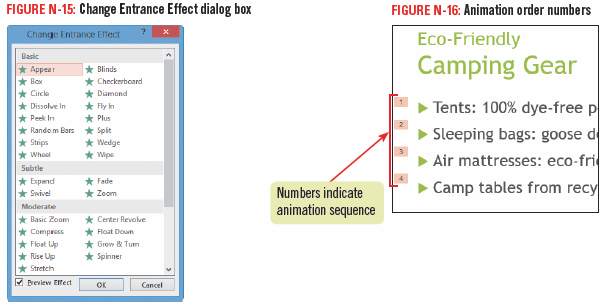 FIGURE N-15: Change Entrance Effect dialog box
Change Entrance Effect ? ×
Basic
Appear Blinds
Box Checkerboard
Circle Diamond
Dissolve In Fly In
Peek In Plus
Random Bars Split
Strips Wedge
Wheel Wipe
Subtle
Expand Fade
Swivel Zoom
Moderate
Basic Zoom Center Revolve
Compress Float Down
Float Up Grow & Turn
Rise Up Spinner
Stretch
Preview Effect OK Cancel
FIGURE N-16: Animation order numbers
Eco-Friendly
Camping Gear
1 Tents: 100% dye-free p
2 Sleeping bags: goose d
3 Air mattresses: eco-frie
4 Camp tables from recy
Numbers indicate
animation sequence